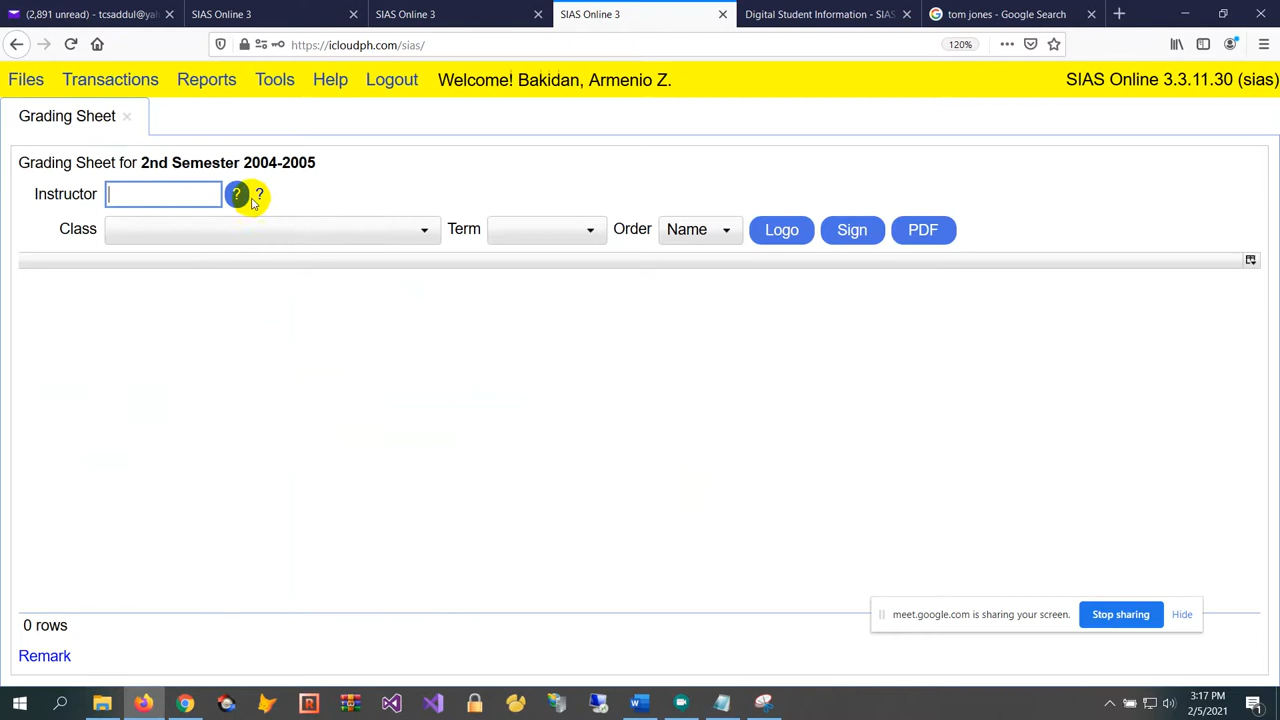 (2,891 unread) - tcsaddul@yah
SIAS Online 3
SIAS Online 3
SIAS Online 3
Digital Student Information - SIAS
tom jones - Google Search
https://icloudph.com/sias/
120%
Files Transactions Reports Tools Help Logout Welcome! Bakidan, Armenio Z. SIAS Online 3.3.11.30 (sias)
Grading Sheet
Grading Sheet for 2nd Semester 2004-2005
Instructor ? ?
Class Term Order Name Logo Sign PDF
meet.google.com is sharing your screen. Stop sharing Hide
0 rows
Remark
3:17 PM
2/5/2021